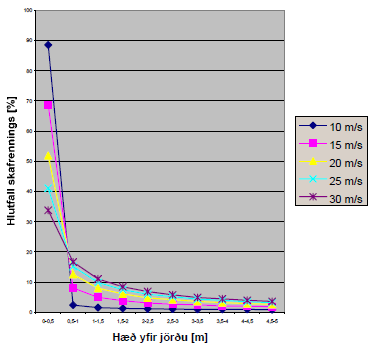 100
90
80
70
60
50
40
30
20
10
0
Hlutfall skafrennings [%]
0-0,5 0,5-1 1-1,5 1,5-2 2-2,5 2,5-3 3-3,5 3,5-4 4-4,5 4,5-5
Hæð yfir jörðu [m]
10 m/s
15 m/s
20 m/s
25 m/s
30 m/s